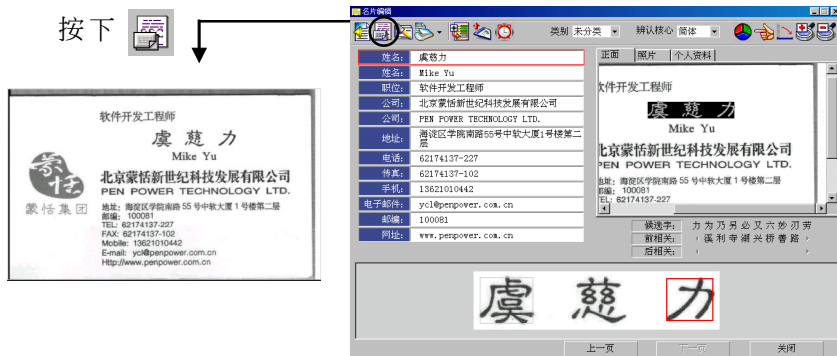 按下
软件开发工程师
虞慈力
Mike Yu
北京蒙恬新世纪科技发展有限公司
PEN POWER TECHNOLOGY LTD.
蒙恬
蒙恬集团
地址: 海淀区学院南路 55 号中软大厦 1 号楼第二层
邮编: 100081
TEL: 62174137-227
FAX: 62174137-102
Mobile: 13621010442
E-mail: ycl@penpower.com.cn
Http://www.penpower.com.cn
名片编辑
类别 未分类 辨认核心 简体
姓名: 虞慈力
姓名: Mike Yu
职位: 软件开发工程师
公司: 北京蒙恬新世纪科技发展有限公司
公司: PEN POWER TECHNOLOGY LTD.
地址: 海淀区学院南路55号中软大厦1号楼第二
层
电话: 62174137-227
传真: 62174137-102
手机: 13621010442
电子邮件: ycl@penpower.com.cn
邮编: 100081
网址: www.penpower.com.cn
正面 照片 个人资料
软件开发工程师
虞慈力
Mike Yu
北京蒙恬新世纪科技发展有限公司
PEN POWER TECHNOLOGY LTD.
地址: 海淀区学院南路 55 号中软大厦 1 号楼第二层
邮编: 100081
TEL: 62174137-227
候选字: 力为乃另必又六妙刃劳
前相关: 溪利寺湖兴桥善路
后相关:
虞慈力
上一页 下一页 关闭